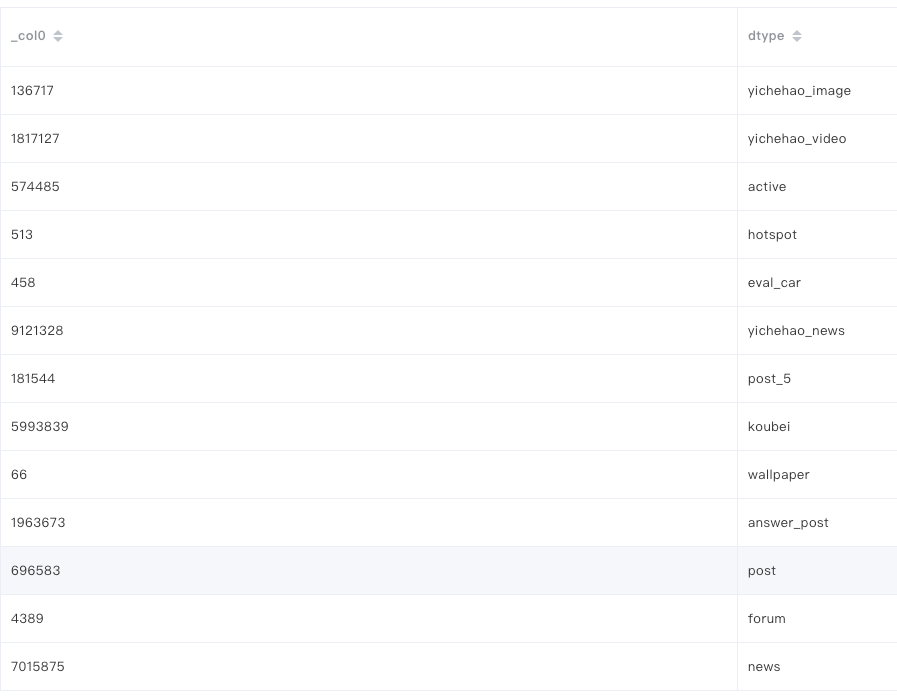 _col0 dtype
136717 yichehao_image
1817127 yichehao_video
574485 active
513 hotspot
458 eval_car
9121328 yichehao_news
181544 post_5
5993839 koubei
66 wallpaper
1963673 answer_post
696583 post
4389 forum
7015875 news